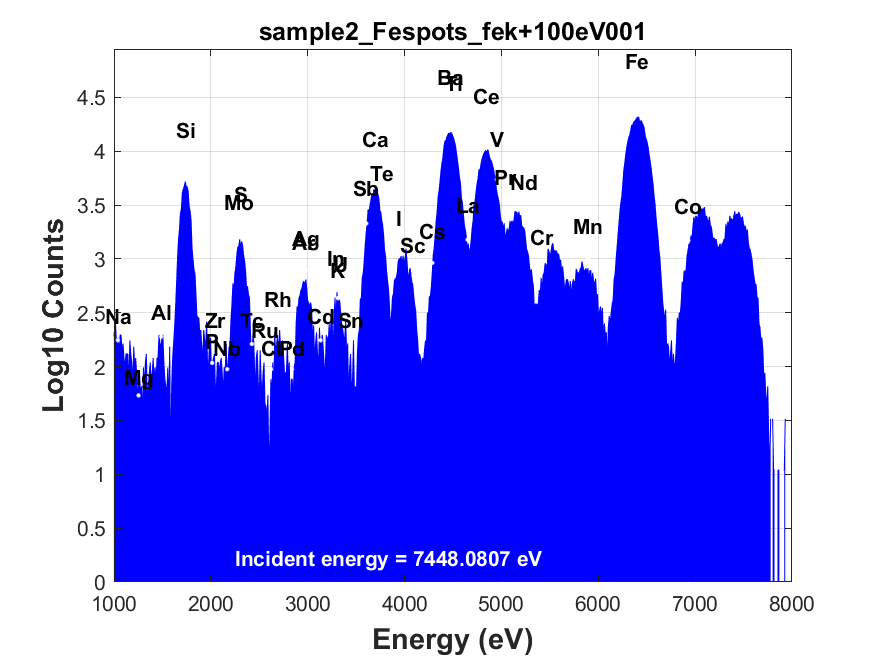 sample2_Fespots_fek+100eV001
Fe
Ba
Ti
Ce
Si
Ca
V
Te
Pr
Nd
Sb
S
Mo
La
Co
I
Mn
Cs
Cr
Sc
Ag
In
U
K
Rh
Na
Al
Zr
Tc
Cd
Sn
Ru
P
Nb
Cl
Pd
Mg
4.5
4
3.5
3
2.5
2
1.5
1
0.5
0
Log10 Counts
Incident energy = 7448.0807 eV
1000 2000 3000 4000 5000 6000 7000 8000
Energy (eV)